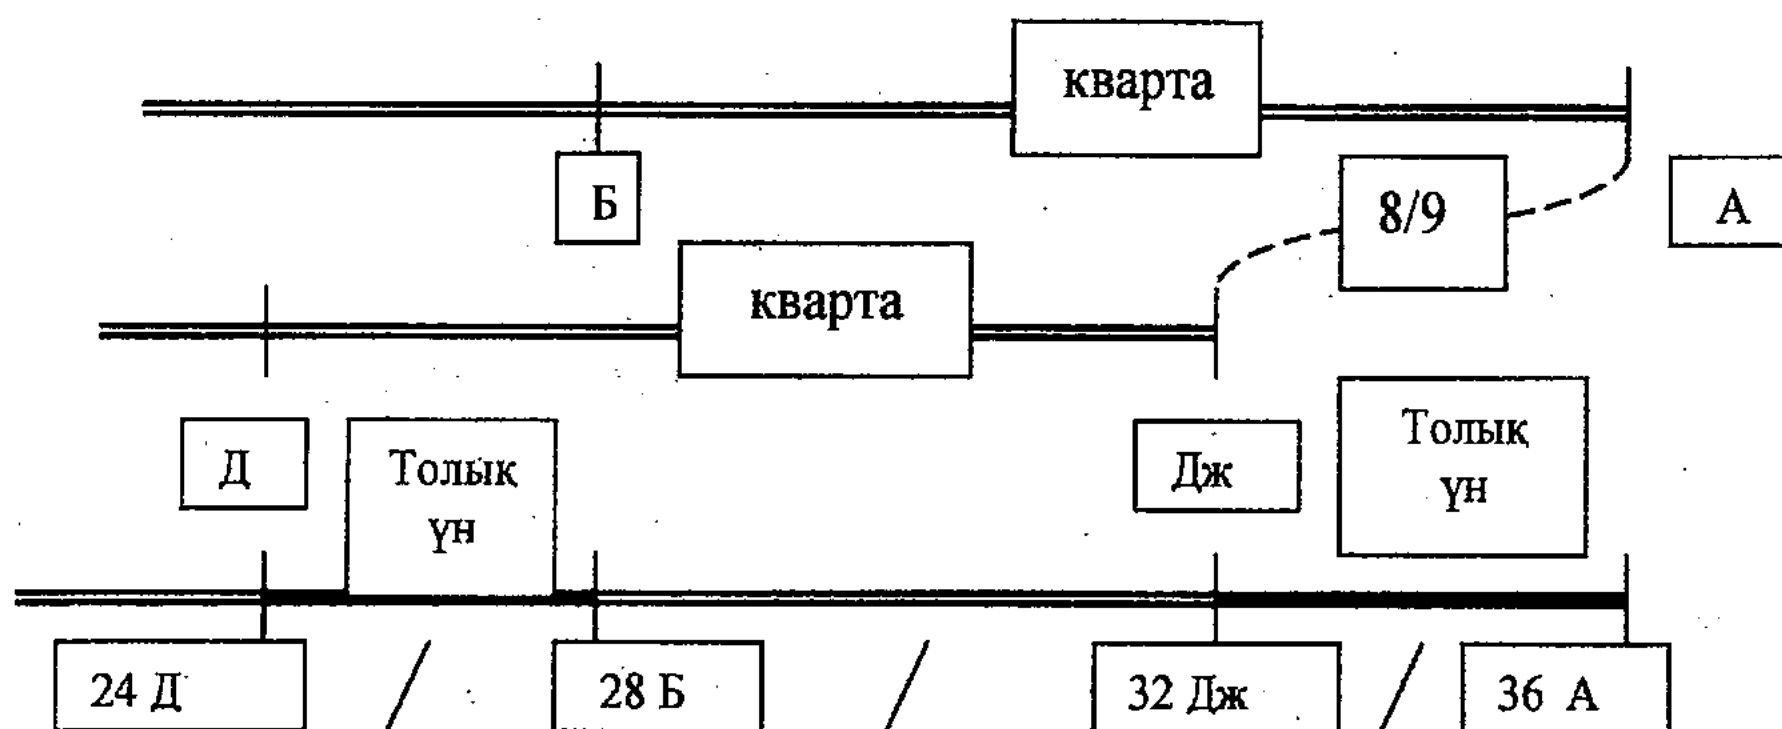 кварта
Б
8/9
А
кварта
Д
Толық
үн
Дж
Толық
үн
24 Д
/
28 Б
/
32 Дж
/
36 А